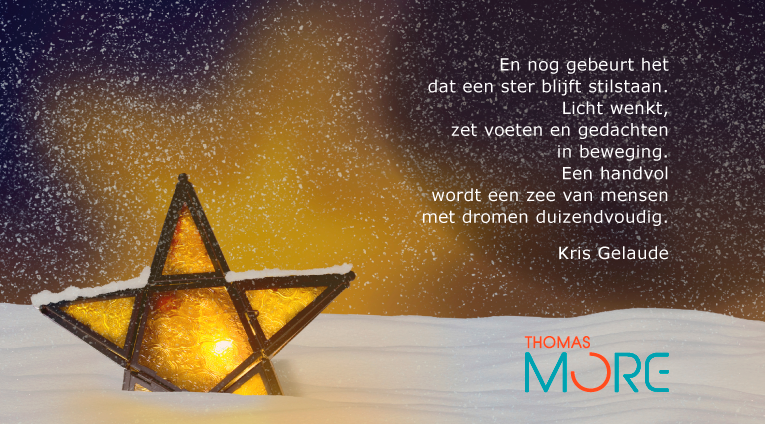 En nog gebeurt het
dat een ster blijft stilstaan.
Licht wenkt,
zet voeten en gedachten
in beweging.
Een handvol
wordt een zee van mensen
met dromen duizendvoudig.
Kris Gelaude
THOMAS
MORE